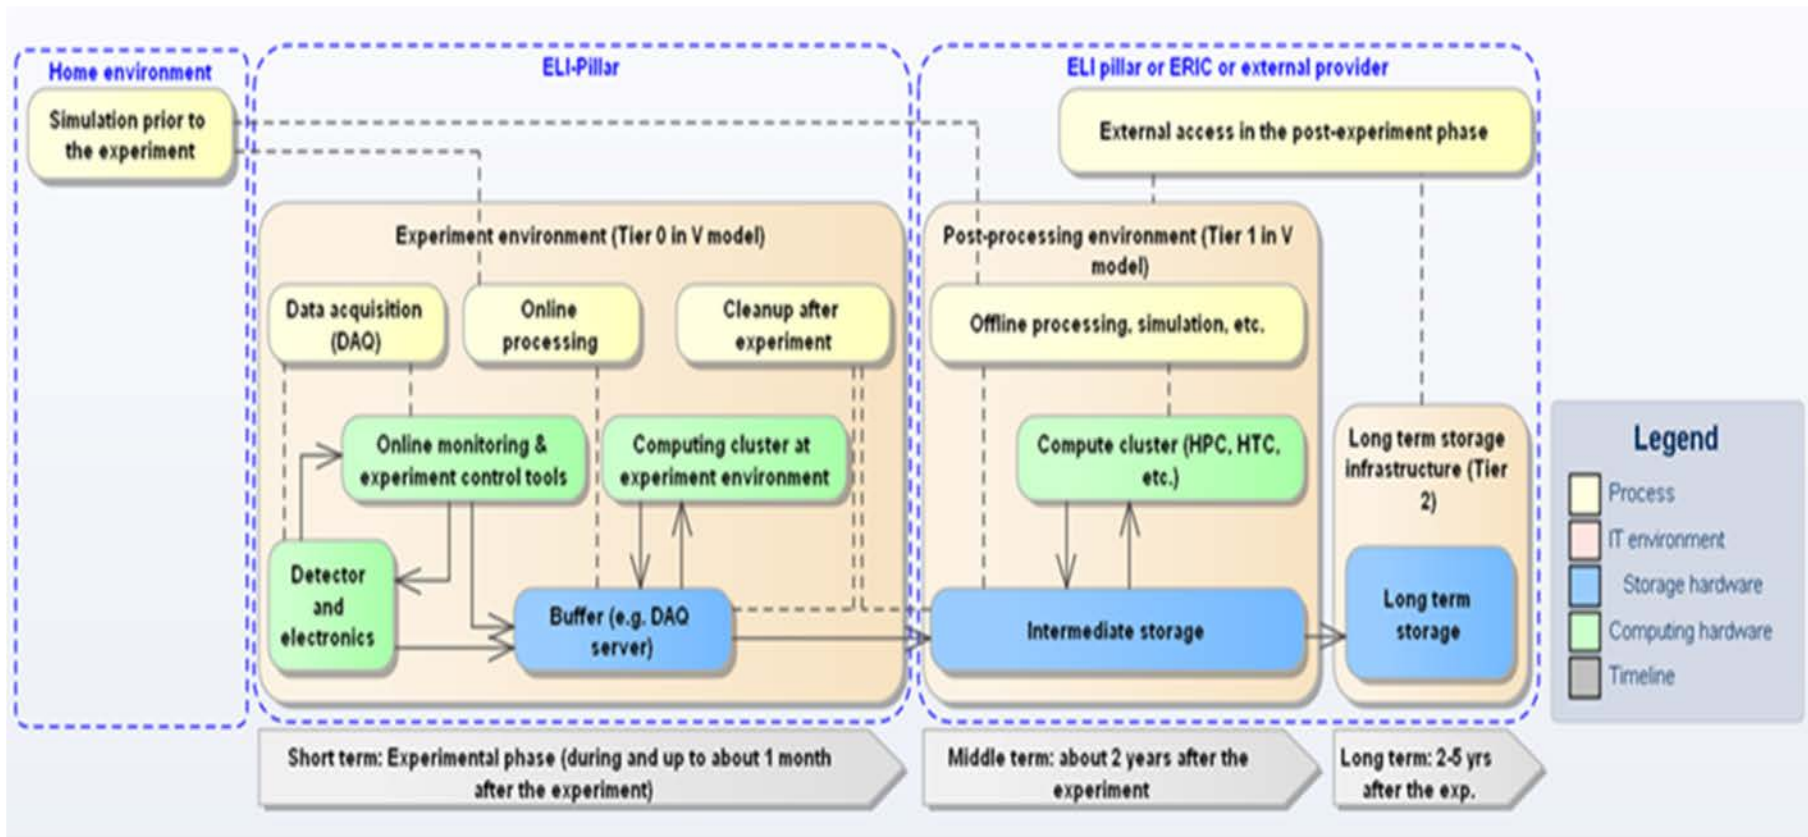 Home environment
ELI-Pillar
ELI pillar or ERIC or external provider
Simulation prior to
the experiment
External access in the post-experiment phase
Experiment environment (Tier 0 in V model)
Post-processing environment (Tier 1 in V
model)
Data acquisition
(DAQ)
Online
processing
Cleanup after
experiment
Offline processing, simulation, etc.
Online monitoring &
experiment control tools
Computing cluster at
experiment environment
Compute cluster (HPC, HTC,
etc.)
Long term storage
infrastructure (Tier
2)
Detector
and
electronics
Buffer (e.g. DAQ
server)
Intermediate storage
Long term
storage
Legend
Process
IT environment
Storage hardware
Computing hardware
Timeline
Short term: Experimental phase (during and up to about 1 month
after the experiment)
Middle term: about 2 years after the
experiment
Long term: 2-5 yrs
after the exp.